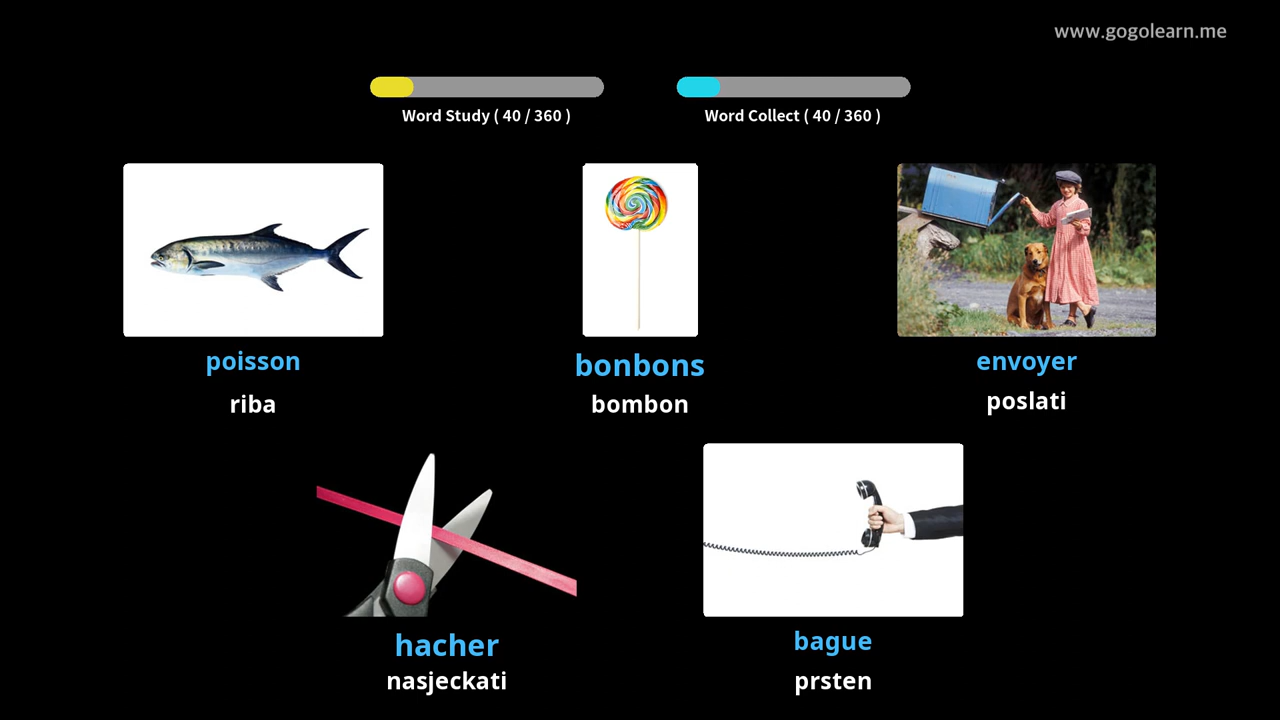 www.gogolearn.me
Word Study ( 40 / 360 )
Word Collect ( 40 / 360 )
poisson
riba
bonbons
bombon
envoyer
poslati
hacher
nasjeckati
bague
prsten